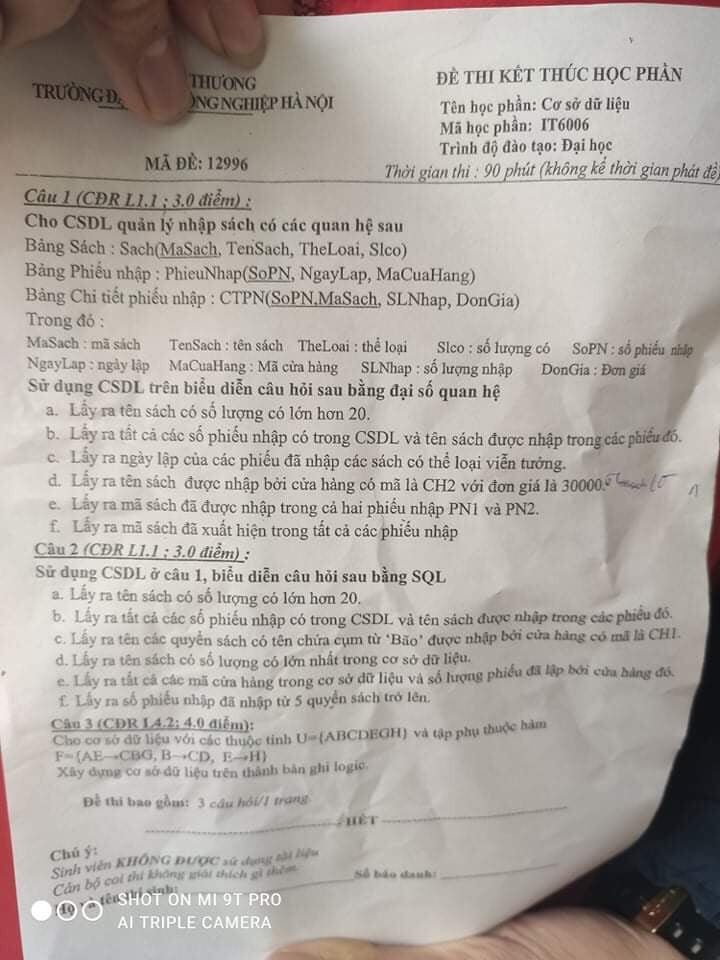 THƯƠNG
TRƯỜNG NGHIỆP HÀ NỘI
MÃ ĐỀ: 12996
ĐỀ THI KẾT THÚC HỌC PHẦN
Tên học phần: Cơ sở dữ liệu
Mã học phần: IT6006
Trình độ đào tạo: Đại học
Thời gian thi : 90 phút (không kể thời gian phát đề)
Câu 1 (CĐR L1.1 ; 3.0 điểm) :
Cho CSDL quản lý nhập sách có các quan hệ sau
Bảng Sách : Sach(MaSach, TenSach, TheLoai, Slco)
Bảng Phiếu nhập : PhieuNhap(SoPN, NgayLap, MaCuaHang)
Bảng Chi tiết phiếu nhập : CTPN(SoPN,MaSach, SLNhap, DonGia)
Trong đó :
MaSach : mã sách TenSach : tên sách TheLoai : thể loại Slco : số lượng có SoPN : số phiếu nhập
NgayLap : ngày lập MaCuaHang : Mã cửa hàng SLNhap : số lượng nhập DonGia : Đơn giá
Sử dụng CSDL trên biểu diễn câu hỏi sau bằng đại số quan hệ
a. Lấy ra tên sách có số lượng có lớn hơn 20.
b. Lấy ra tất cả các số phiếu nhập có trong CSDL và tên sách được nhập trong các phiếu đó.
c. Lấy ra ngày lập của các phiếu đã nhập các sách có thể loại viễn tưởng.
d. Lấy ra tên sách được nhập bởi cửa hàng có mã là CH2 với đơn giá là 30000.
e. Lấy ra mã sách đã được nhập trong cả hai phiếu nhập PN1 và PN2.
f. Lấy ra mã sách đã xuất hiện trong tất cả các phiếu nhập
Câu 2 (CĐR L1.1 ; 3.0 điểm) :
Sử dụng CSDL ở câu 1, biểu diễn câu hỏi sau bằng SQL
a. Lấy ra tên sách có số lượng có lớn hơn 20.
b. Lấy ra tất cả các số phiếu nhập có trong CSDL và tên sách được nhập trong các phiếu đó.
c. Lấy ra tên các quyển sách có tên chứa cụm từ 'Bão' được nhập bởi cửa hàng có mã là CH1.
d. Lấy ra tên sách có số lượng có lớn nhất trong cơ sở dữ liệu.
e. Lấy ra tất cả các mã cửa hàng trong cơ sở dữ liệu và số lượng phiếu đã lập bởi cửa hàng đó.
f. Lấy ra số phiếu nhập đã nhập từ 5 quyển sách trở lên.
Câu 3 (CĐR L4.2; 4.0 điểm):
Cho cơ sở dữ liệu với các thuộc tính U={ABCDEGH} và tập phụ thuộc hàm
F={AE→CBG, B→CD, E→H}
Xây dựng cơ sở dữ liệu trên thành bản ghi logic.
Đề thi bao gồm: 3 câu hỏi/1 trang
HẾT
Chú ý:
Sinh viên KHÔNG ĐƯỢC sử dụng tài liệu
Cán bộ coi thi không giải thích gì thêm.
Họ và tên thí sinh: Số báo danh:
SHOT ON MI 9T PRO
AI TRIPLE CAMERA